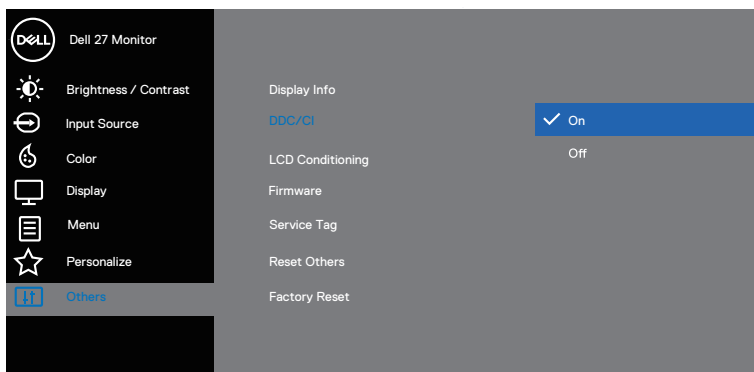 DELL
Dell 27 Monitor
Brightness / Contrast
Input Source
Color
Display
Menu
Personalize
Others
Display Info
DDC/CI
LCD Conditioning
Firmware
Service Tag
Reset Others
Factory Reset
On
Off